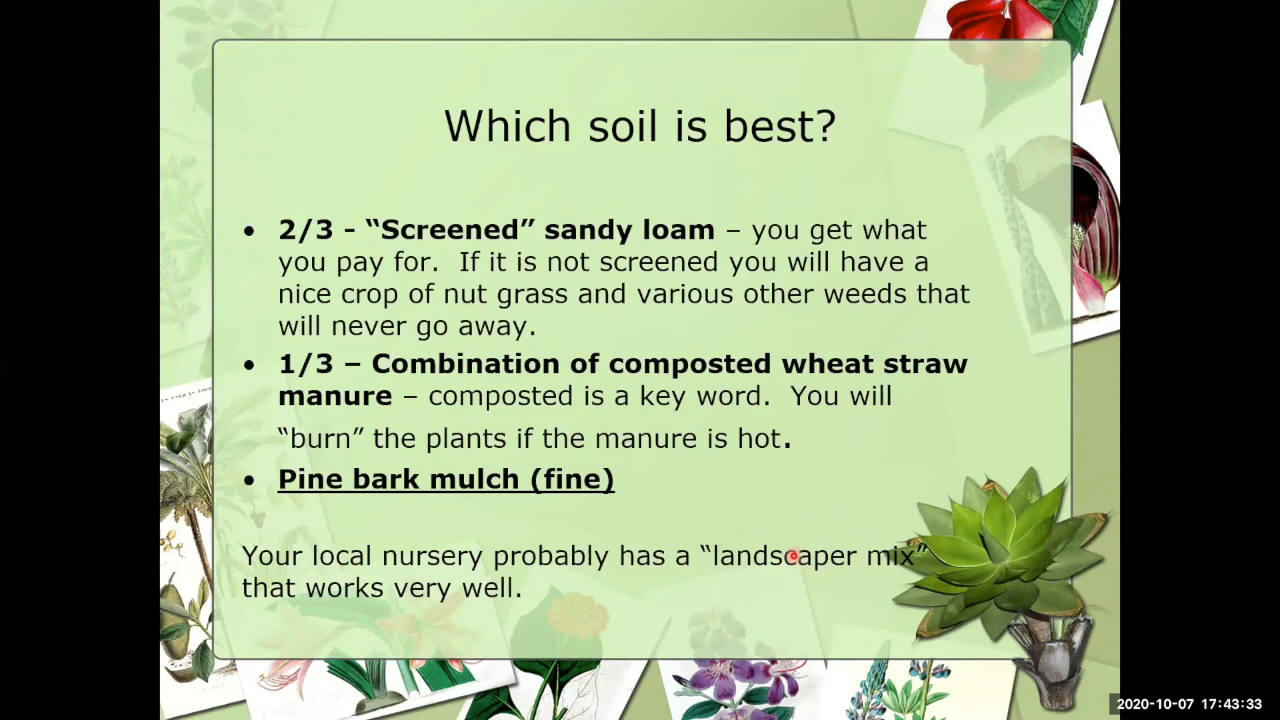 Which soil is best?
• 2/3 - “Screened” sandy loam – you get what
you pay for.  If it is not screened you will have a
nice crop of nut grass and various other weeds that
will never go away.
• 1/3 – Combination of composted wheat straw
manure – composted is a key word.  You will
“burn” the plants if the manure is hot.
• Pine bark mulch (fine)
Your local nursery probably has a “landscaper mix”
that works very well.
2020-10-07 17:43:33